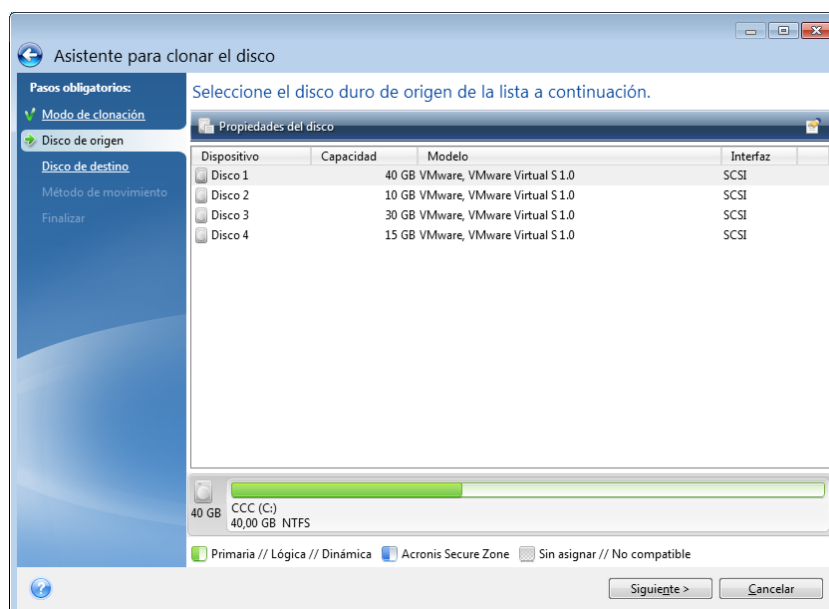 Asistente para clonar el disco
Pasos obligatorios:
Modo de clonación
Disco de origen
Disco de destino
Método de movimiento
Finalizar
Seleccione el disco duro de origen de la lista a continuación.
Propiedades del disco
Dispositivo Capacidad Modelo Interfaz
Disco 1 40 GB VMware, VMware Virtual S 1.0 SCSI
Disco 2 10 GB VMware, VMware Virtual S 1.0 SCSI
Disco 3 30 GB VMware, VMware Virtual S 1.0 SCSI
Disco 4 15 GB VMware, VMware Virtual S 1.0 SCSI
40 GB
CCC (C:)
40,00 GB NTFS
Primaria // Lógica // Dinámica Acronis Secure Zone Sin asignar // No compatible
Siguiente > Cancelar